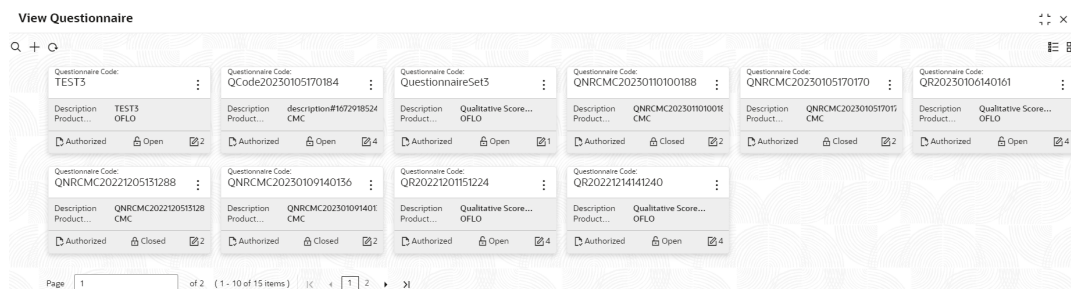 View Questionnaire
Questionnaire Code:
TEST3
Description TEST3
Product... OFLO
Authorized Open 2
Questionnaire Code:
QCode20230105170184
Description description#1672918524
Product... CMC
Authorized Open 4
Questionnaire Code:
QuestionnaireSet3
Description Qualitative Score...
Product... OFLO
Authorized Open 1
Questionnaire Code:
QNRCMC20230110100188
Description QNRCMC2023011010018
Product... CMC
Authorized Closed 2
Questionnaire Code:
QNRCMC20230105170170
Description QNRCMC2023010517017
Product... CMC
Authorized Closed 2
Questionnaire Code:
QR20230106140161
Description Qualitative Score...
Product... OFLO
Authorized Open 4
Questionnaire Code:
QNRCMC20221205131288
Description QNRCMC2022120513128
Product... CMC
Authorized Closed 2
Questionnaire Code:
QNRCMC20230109140136
Description QNRCMC2023010914013
Product... CMC
Authorized Closed 2
Questionnaire Code:
QR20221201151224
Description Qualitative Score...
Product... OFLO
Authorized Open 4
Questionnaire Code:
QR20221214141240
Description Qualitative Score...
Product... OFLO
Authorized Open 4
Page 1 of 2 (1 - 10 of 15 items) 1 2